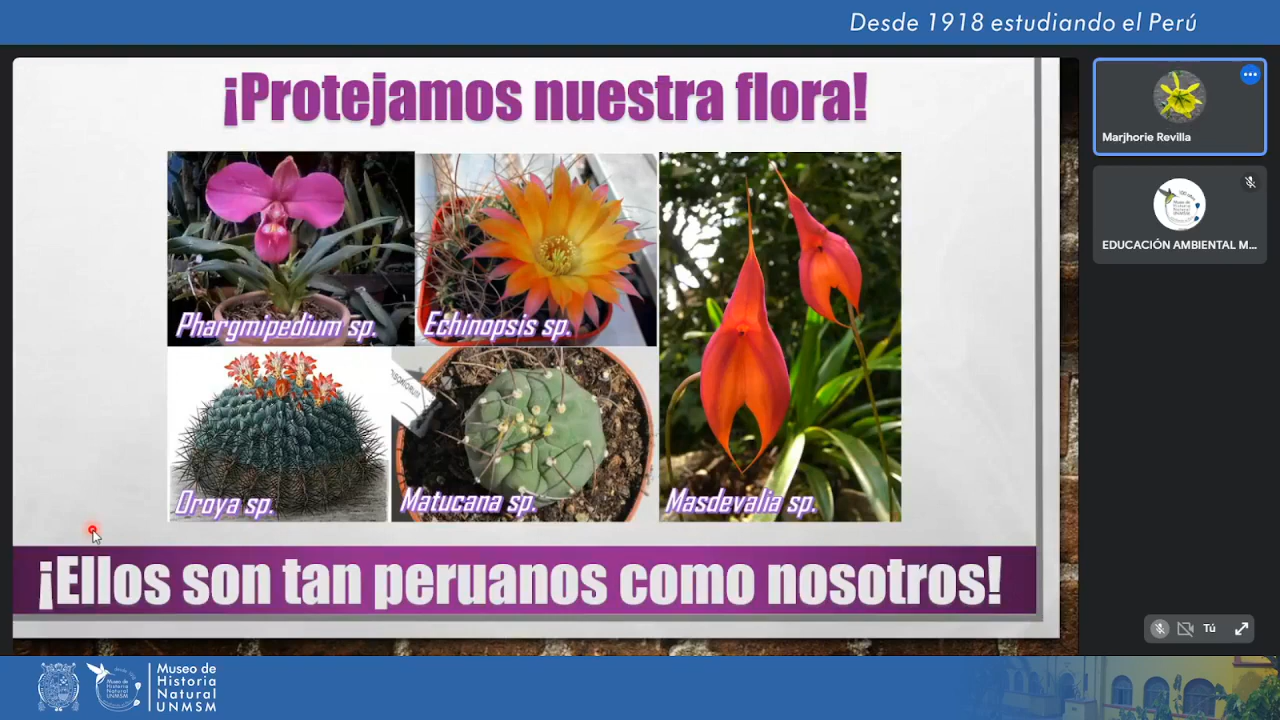 Desde 1918 estudiando el Perú
¡Protejamos nuestra flora!
Phargmipedium sp.
Echinopsis sp.
Oroya sp.
Matucana sp.
Masdevalia sp.
¡Ellos son tan peruanos como nosotros!
Marjhorie Revilla
EDUCACIÓN AMBIENTAL M...
Tú
Museo de
Historia
Natural
UNMSM